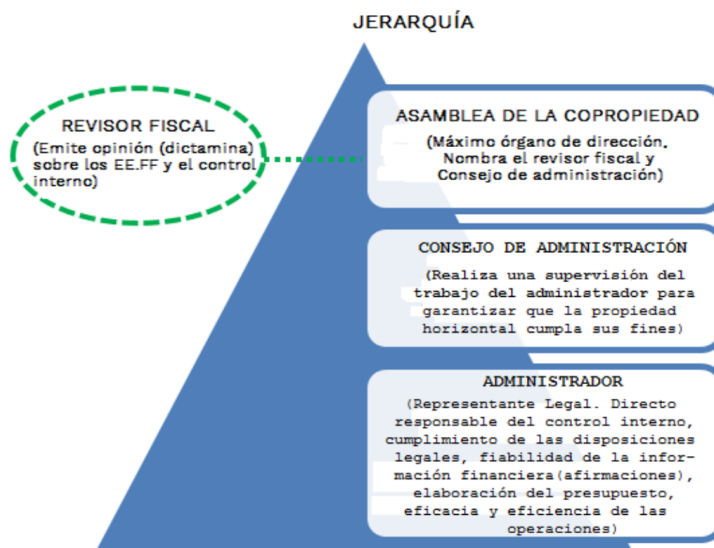 JERARQUÍA
REVISOR FISCAL
(Emite opinión (dictamina)
sobre los EE.FF y el control
interno)
ASAMBLEA DE LA COPROPIEDAD
(Máximo órgano de dirección.
Nombra el revisor fiscal y
Consejo de administración)
CONSEJO DE ADMINISTRACIÓN
(Realiza una supervisión del
trabajo del administrador para
garantizar que la propiedad
horizontal cumpla sus fines)
ADMINISTRADOR
(Representante Legal. Directo
responsable del control interno,
cumplimiento de las disposiciones
legales, fiabilidad de la infor-
mación financiera(afirmaciones),
elaboración del presupuesto,
eficacia y eficiencia de las
operaciones)